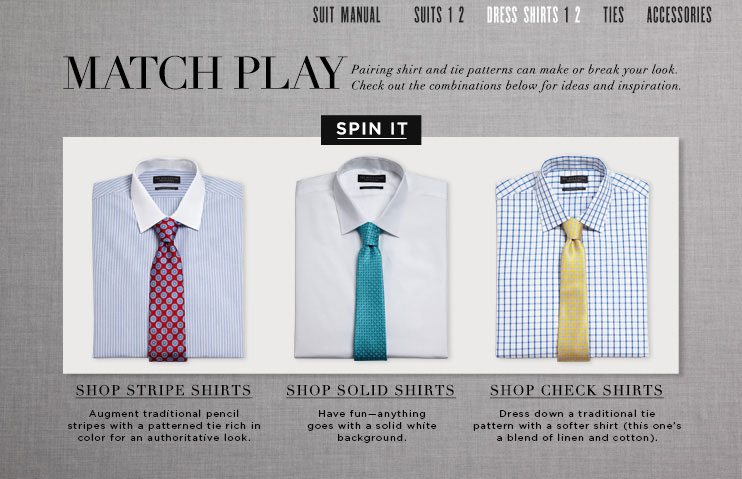 SUIT MANUAL SUITS 1 2 DRESS SHIRTS 1 2 TIES ACCESSORIES
MATCH PLAY
Pairing shirt and tie patterns can make or break your look.
Check out the combinations below for ideas and inspiration.
SPIN IT
SHOP STRIPE SHIRTS
Augment traditional pencil
stripes with a patterned tie rich in
color for an authoritative look.
SHOP SOLID SHIRTS
Have fun—anything
goes with a solid white
background.
SHOP CHECK SHIRTS
Dress down a traditional tie
pattern with a softer shirt (this one's
a blend of linen and cotton).